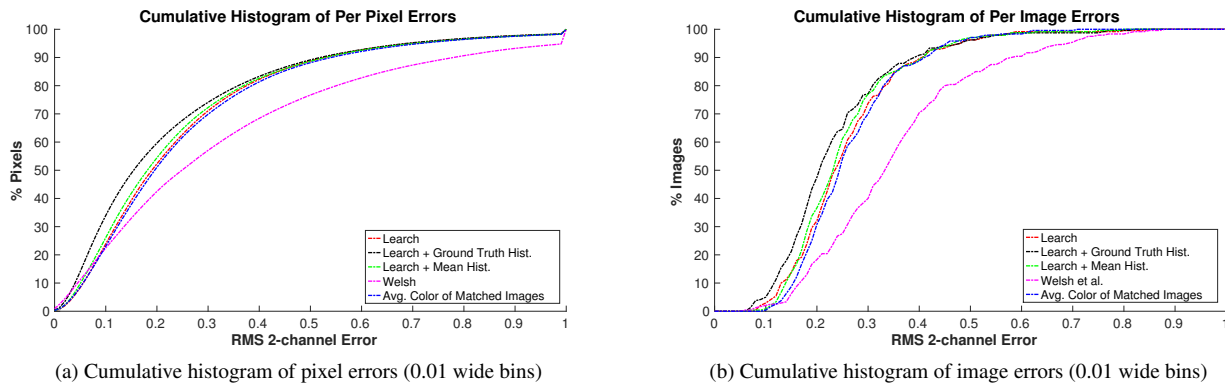 Cumulative Histogram of Per Pixel Errors
100
90
80
70
60
50
40
30
20
10
0
% Pixels
0 0.1 0.2 0.3 0.4 0.5 0.6 0.7 0.8 0.9 1
RMS 2-channel Error
Learch
Learch + Ground Truth Hist.
Learch + Mean Hist.
Welsh
Avg. Color of Matched Images
(a) Cumulative histogram of pixel errors (0.01 wide bins)
Cumulative Histogram of Per Image Errors
100
90
80
70
60
50
40
30
20
10
0
% Images
0 0.1 0.2 0.3 0.4 0.5 0.6 0.7 0.8 0.9 1
RMS 2-channel Error
Learch
Learch + Ground Truth Hist.
Learch + Mean Hist.
Welsh et al.
Avg. Color of Matched Images
(b) Cumulative histogram of image errors (0.01 wide bins)